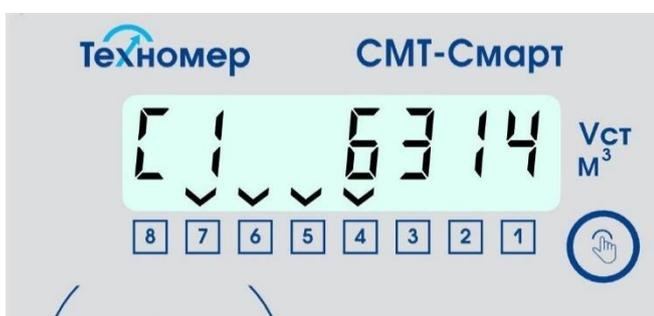 Техномер
СМТ-Смарт
C1 6314
Vст
м³
8 7 6 5 4 3 2 1